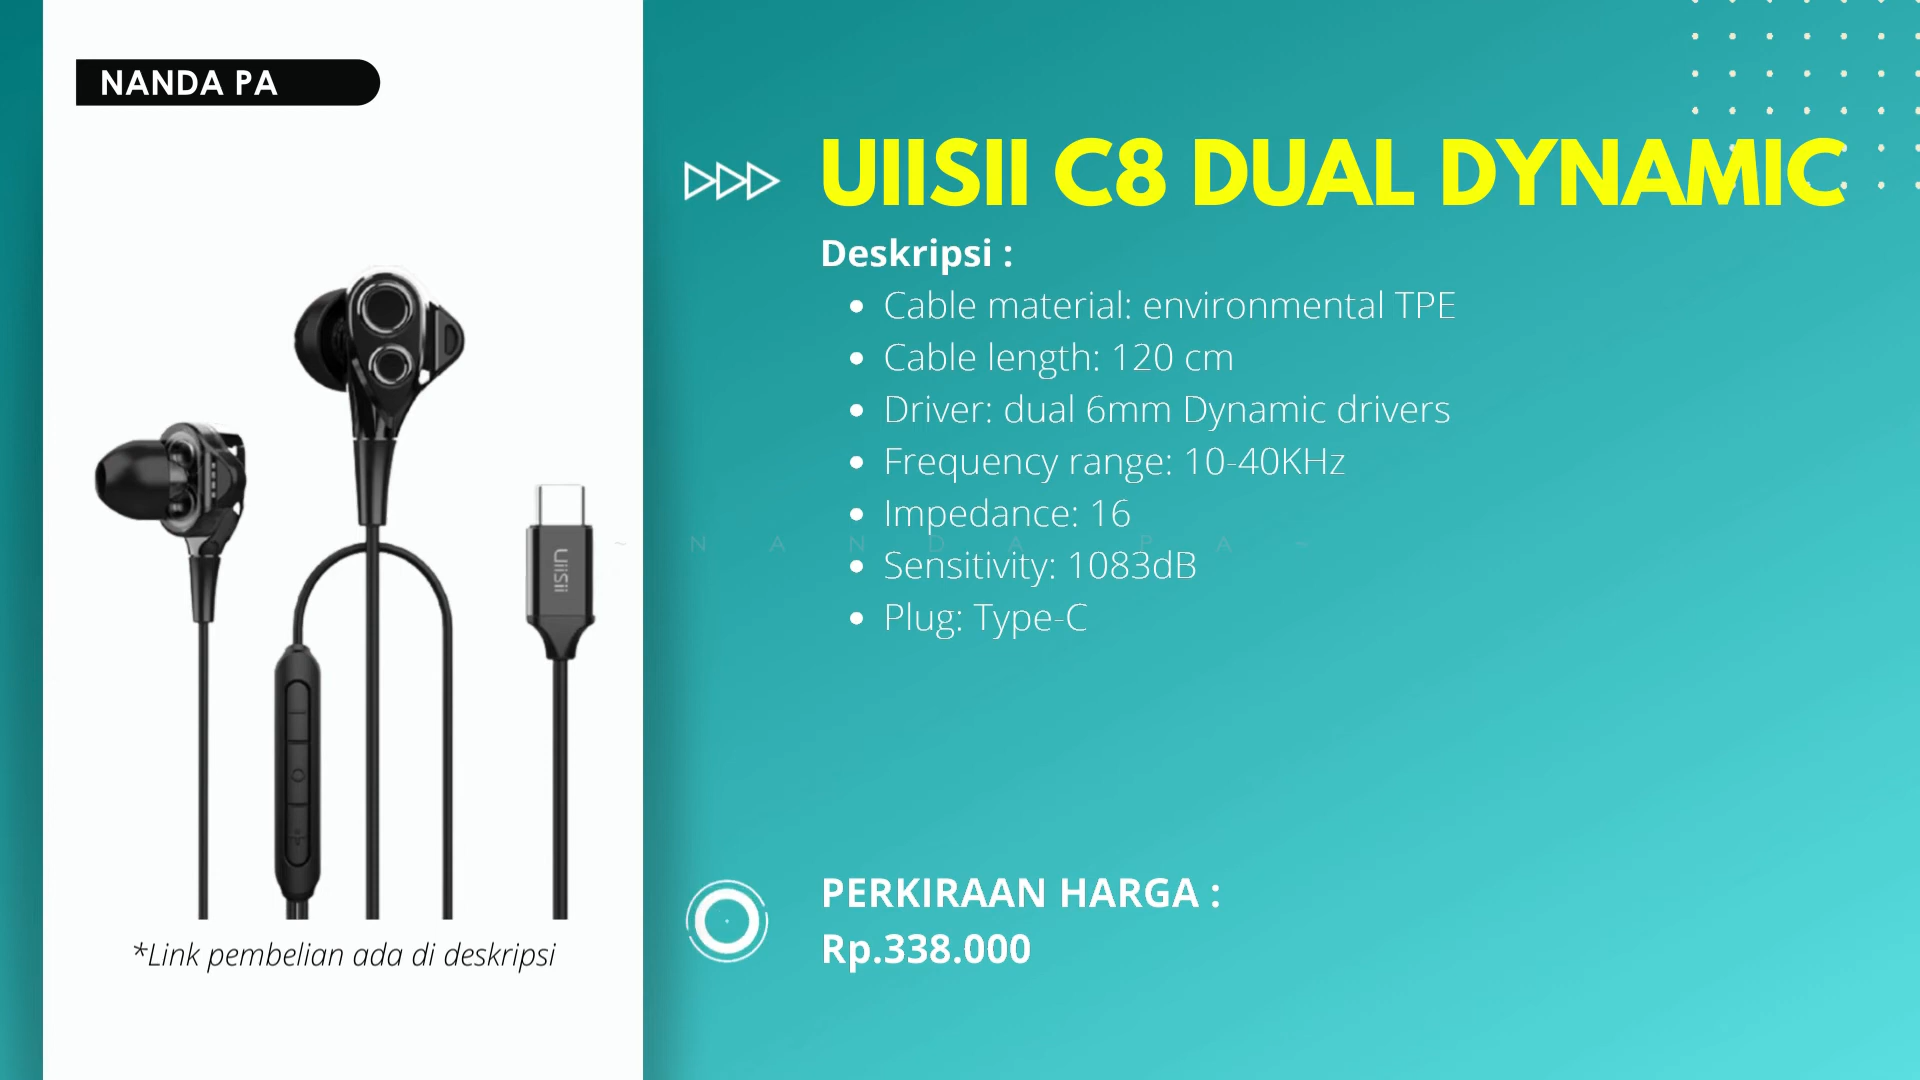 NANDA PA
UIISII C8 DUAL DYNAMIC
Deskripsi :
Cable material: environmental TPE
Cable length: 120 cm
Driver: dual 6mm Dynamic drivers
Frequency range: 10-40KHz
Impedance: 16
~ NANDA PA ~
Sensitivity: 1083dB
Plug: Type-C
UiiSii
PERKIRAAN HARGA :
Rp.338.000
*Link pembelian ada di deskripsi